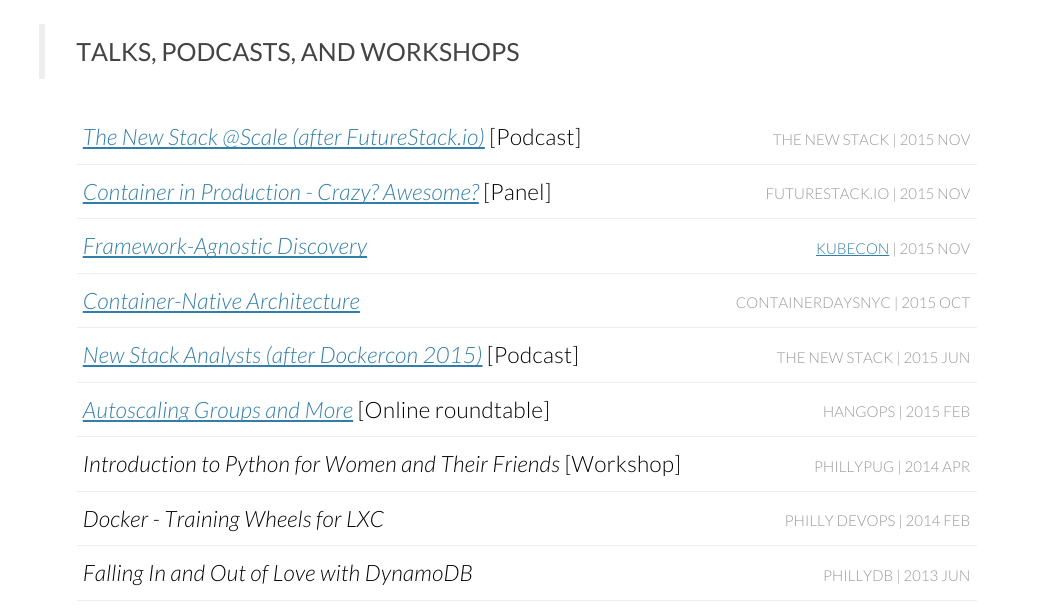 TALKS, PODCASTS, AND WORKSHOPS
The New Stack @Scale (after FutureStack.io) [Podcast] THE NEW STACK | 2015 NOV
Container in Production - Crazy? Awesome? [Panel] FUTURESTACK.IO | 2015 NOV
Framework-Agnostic Discovery KUBECON | 2015 NOV
Container-Native Architecture CONTAINERDAYSNYC | 2015 OCT
New Stack Analysts (after Dockercon 2015) [Podcast] THE NEW STACK | 2015 JUN
Autoscaling Groups and More [Online roundtable] HANGOPS | 2015 FEB
Introduction to Python for Women and Their Friends [Workshop] PHILLYPUG | 2014 APR
Docker - Training Wheels for LXC PHILLY DEVOPS | 2014 FEB
Falling In and Out of Love with DynamoDB PHILLYDB | 2013 JUN